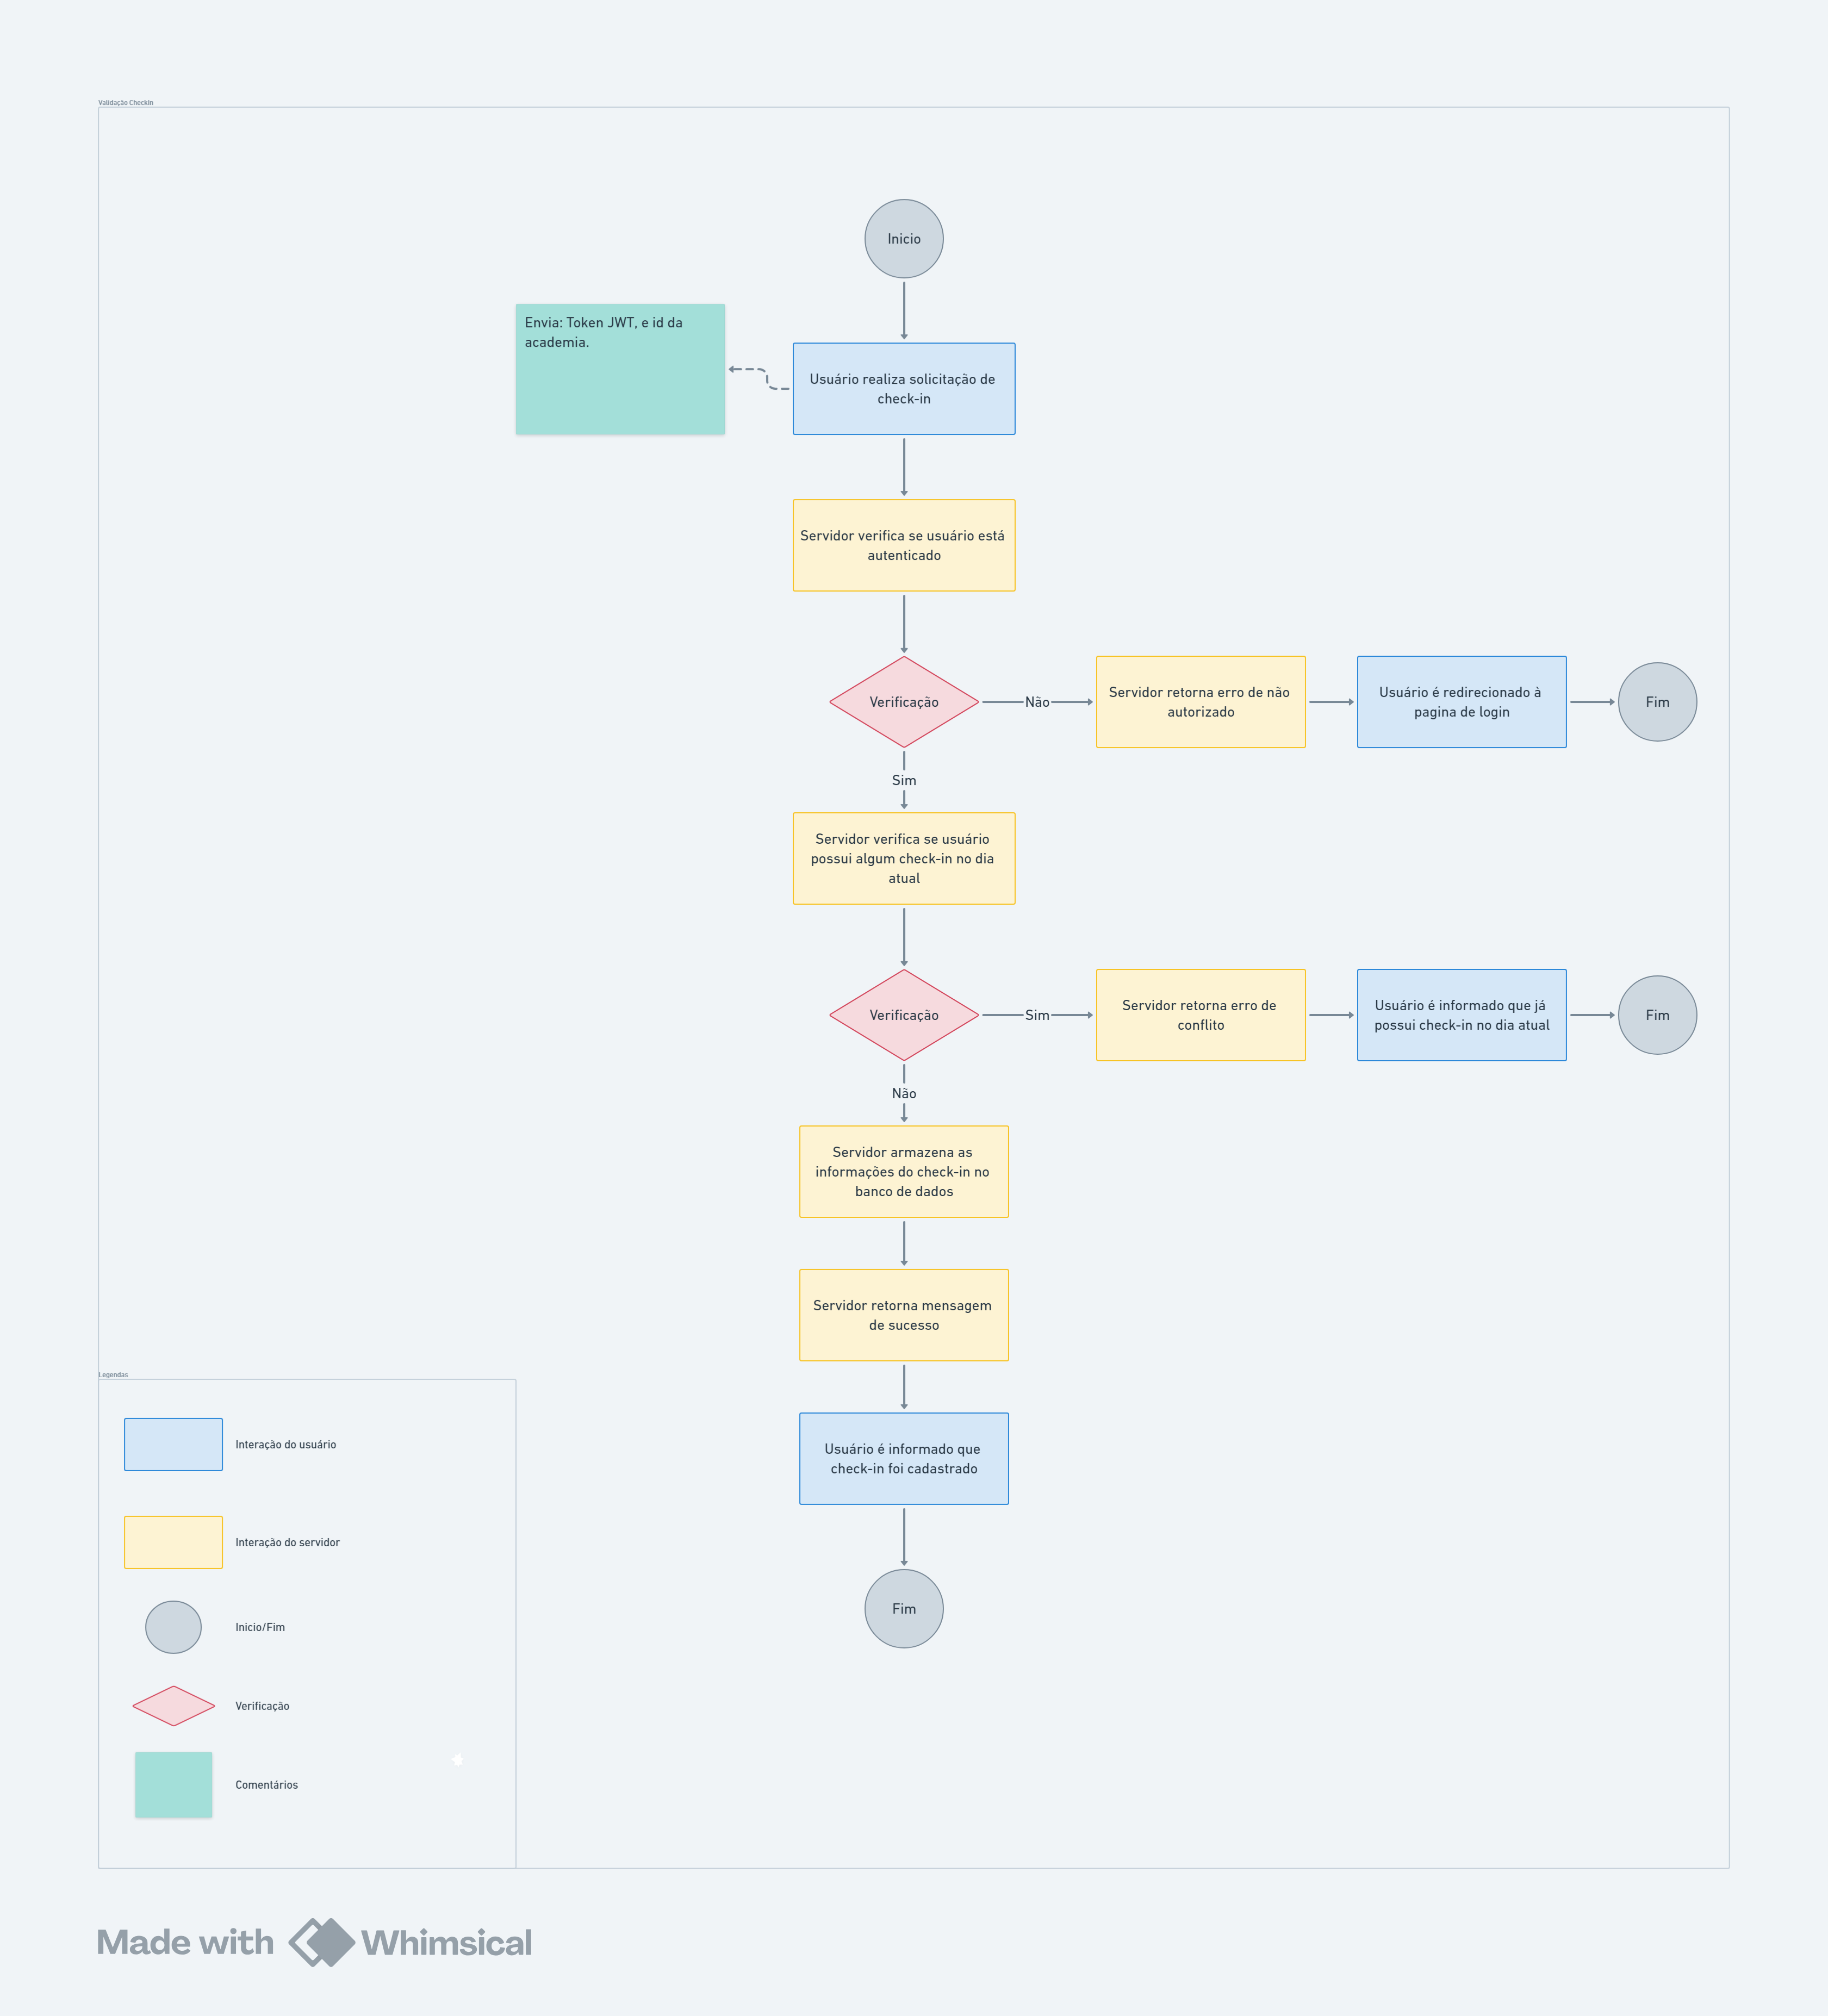 Validação CheckIn
Inicio
Envia: Token JWT, e id da
academia.
Usuário realiza solicitação de
check-in
Servidor verifica se usuário está
autenticado
Verificação
Não
Servidor retorna erro de não
autorizado
Usuário é redirecionado à
pagina de login
Fim
Sim
Servidor verifica se usuário
possui algum check-in no dia
atual
Verificação
Sim
Servidor retorna erro de
conflito
Usuário é informado que já
possui check-in no dia atual
Fim
Não
Servidor armazena as
informações do check-in no
banco de dados
Servidor retorna mensagem
de sucesso
Usuário é informado que
check-in foi cadastrado
Fim
Legendas
Interação do usuário
Interação do servidor
Inicio/Fim
Verificação
Comentários
Made with Whimsical